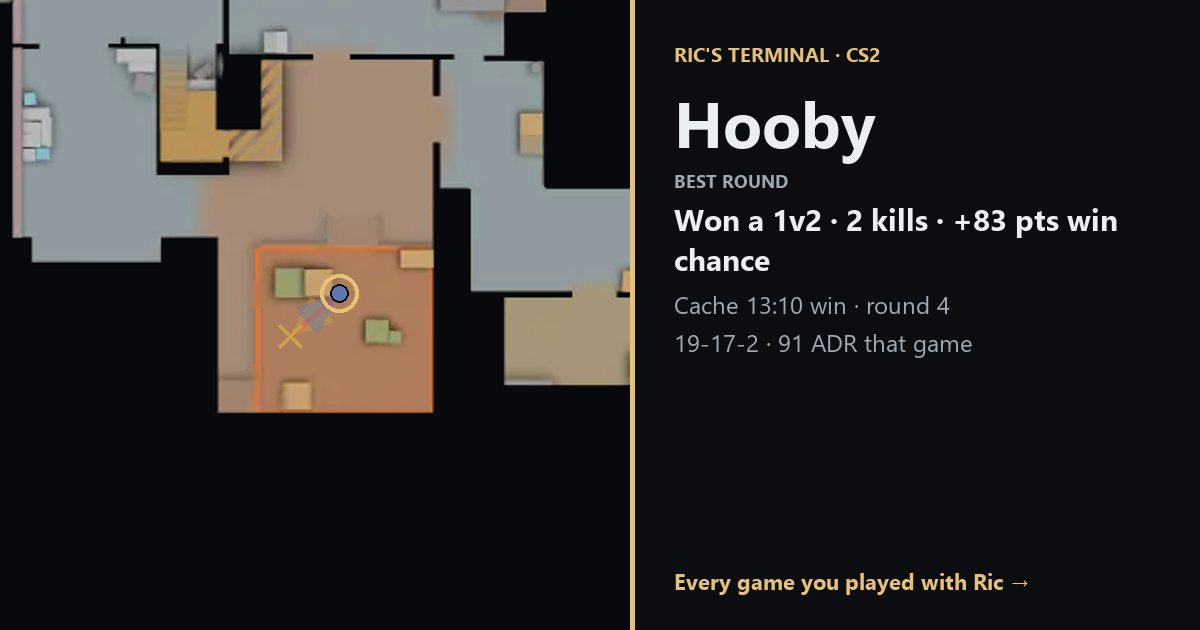 RIC'S TERMINAL · CS2
Hooby
BEST ROUND
Won a 1v2 · 2 kills · +83 pts win
chance
Cache 13:10 win · round 4
19-17-2 · 91 ADR that game
Every game you played with Ric →